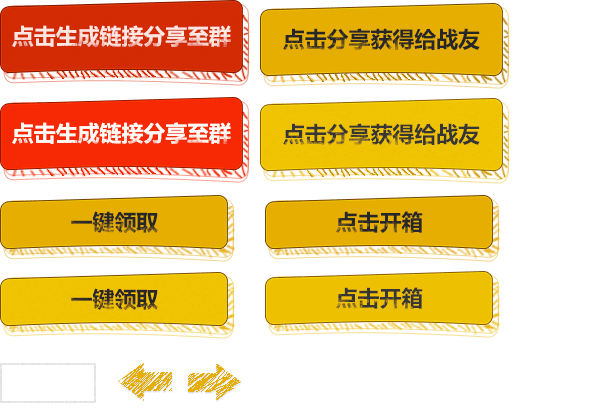 点击生成链接分享至群
点击分享获得给战友
点击生成链接分享至群
点击分享获得给战友
一键领取
点击开箱
一键领取
点击开箱